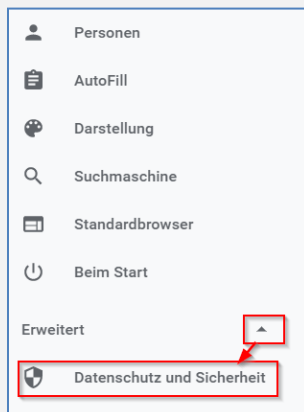 Personen
AutoFill
Darstellung
Suchmaschine
Standardbrowser
Beim Start
Erweitert
Datenschutz und Sicherheit